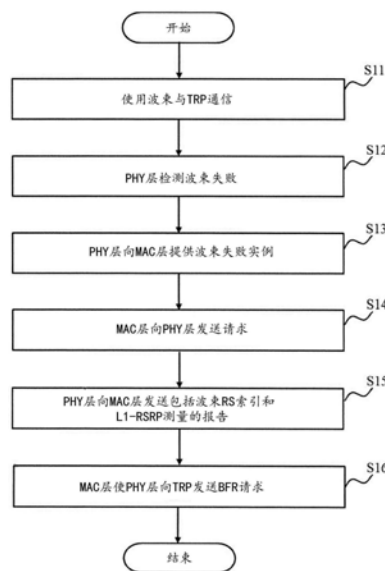 开始
S11
使用波束与TRP通信
S12
PHY层检测波束失败
S13
PHY层向MAC层提供波束失败实例
S14
MAC层向PHY层发送请求
S15
PHY层向MAC层发送包括波束RS索引和
L1-RSRP测量的报告
S16
MAC层使PHY层向TRP发送BFR请求
结束